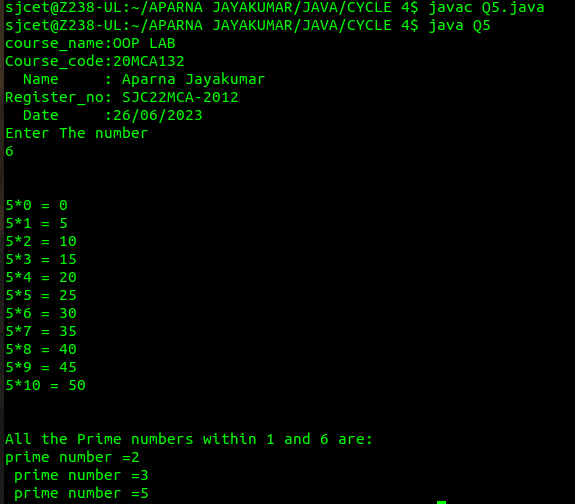 sjcet@Z238-UL:~/APARNA JAYAKUMAR/JAVA/CYCLE 4$ javac Q5.java
sjcet@Z238-UL:~/APARNA JAYAKUMAR/JAVA/CYCLE 4$ java Q5
course_name:OOP LAB
Course_code:20MCA132
  Name     : Aparna Jayakumar
Register_no: SJC22MCA-2012
  Date     :26/06/2023
Enter The number
6
5*0 = 0
5*1 = 5
5*2 = 10
5*3 = 15
5*4 = 20
5*5 = 25
5*6 = 30
5*7 = 35
5*8 = 40
5*9 = 45
5*10 = 50
All the Prime numbers within 1 and 6 are:
prime number =2
 prime number =3
 prime number =5